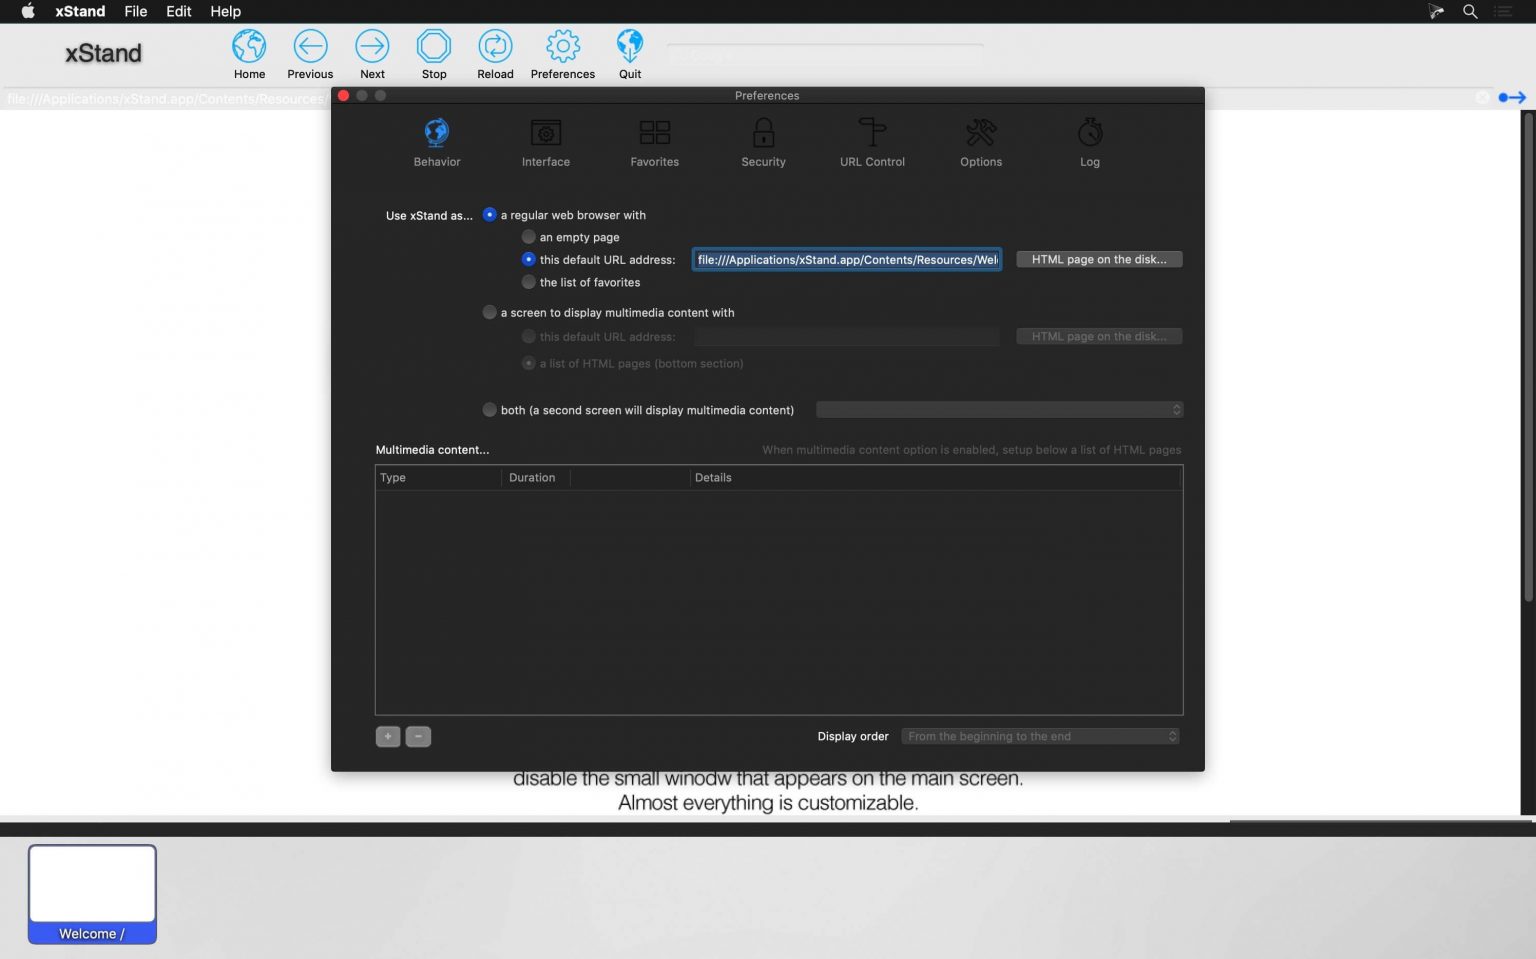 xStand File Edit Help
xStand
Home Previous Next Stop Reload Preferences Quit
file:///Applications/xStand.app/Contents/Resources
Preferences
Behavior Interface Favorites Security URL Control Options Log
Use xStand as... a regular web browser with
an empty page
this default URL address: file:///Applications/xStand.app/Contents/Resources/Wel HTML page on the disk...
the list of favorites
a screen to display multimedia content with
this default URL address: HTML page on the disk...
a list of HTML pages (bottom section)
both (a second screen will display multimedia content)
Multimedia content... When multimedia content option is enabled, setup below a list of HTML pages
Type Duration Details
+ − Display order From the beginning to the end
disable the small winodw that appears on the main screen.
Almost everything is customizable.
Welcome /